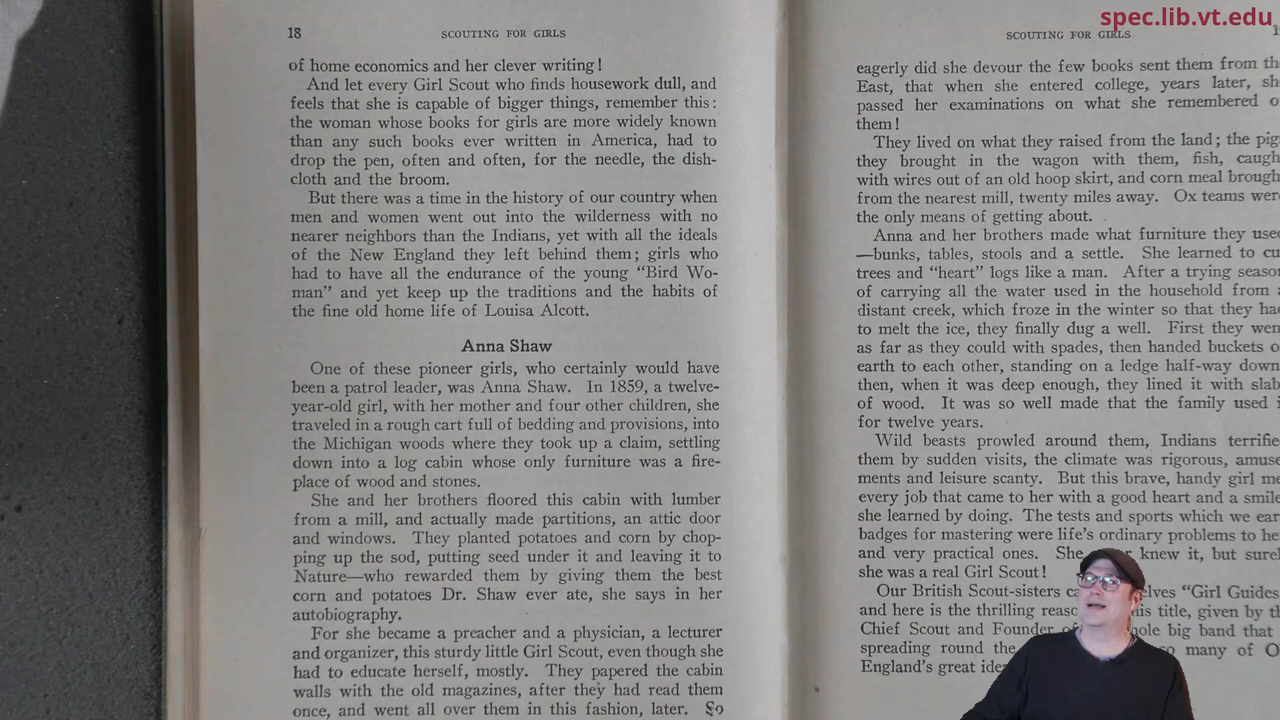 spec.lib.vt.edu
18
SCOUTING FOR GIRLS
of home economics and her clever writing!
And let every Girl Scout who finds housework dull, and
feels that she is capable of bigger things, remember this:
the woman whose books for girls are more widely known
than any such books ever written in America, had to
drop the pen, often and often, for the needle, the dish-
cloth and the broom.
But there was a time in the history of our country when
men and women went out into the wilderness with no
nearer neighbors than the Indians, yet with all the ideals
of the New England they left behind them; girls who
had to have all the endurance of the young "Bird Wo-
man" and yet keep up the traditions and the habits of
the fine old home life of Louisa Alcott.
Anna Shaw
One of these pioneer girls, who certainly would have
been a patrol leader, was Anna Shaw. In 1859, a twelve-
year-old girl, with her mother and four other children, she
traveled in a rough cart full of bedding and provisions, into
the Michigan woods where they took up a claim, settling
down into a log cabin whose only furniture was a fire-
place of wood and stones.
She and her brothers floored this cabin with lumber
from a mill, and actually made partitions, an attic door
and windows. They planted potatoes and corn by chop-
ping up the sod, putting seed under it and leaving it to
Nature—who rewarded them by giving them the best
corn and potatoes Dr. Shaw ever ate, she says in her
autobiography.
For she became a preacher and a physician, a lecturer
and organizer, this sturdy little Girl Scout, even though she
had to educate herself, mostly. They papered the cabin
walls with the old magazines, after they had read them
once, and went all over them in this fashion, later. So
SCOUTING FOR GIRLS
eagerly did she devour the few books sent them from
East, that when she entered college, years later,
passed her examinations on what she remembered
them!
They lived on what they raised from the land; the
they brought in the wagon with them, fish,
with wires out of an old hoop skirt, and corn meal
from the nearest mill, twenty miles away. Ox teams
the only means of getting about.
Anna and her brothers made what furniture they
—bunks, tables, stools and a settle. She learned to
trees and "heart" logs like a man. After a trying
of carrying all the water used in the household from
distant creek, which froze in the winter so that they
to melt the ice, they finally dug a well. First they
as far as they could with spades, then handed buckets
earth to each other, standing on a ledge half-way down
then, when it was deep enough, they lined it with
of wood. It was so well made that the family used
for twelve years.
Wild beasts prowled around them, Indians
them by sudden visits, the climate was rigorous,
ments and leisure scanty. But this brave, handy girl
every job that came to her with a good heart and a
she learned by doing. The tests and sports which we
badges for mastering were life's ordinary problems to
and very practical ones. She knew it, but
she was a real Girl Scout!
Our British Scout-sisters "Girl Guides
and here is the thrilling title, given by
Chief Scout and Founder big band that
spreading round the so many of
England's great